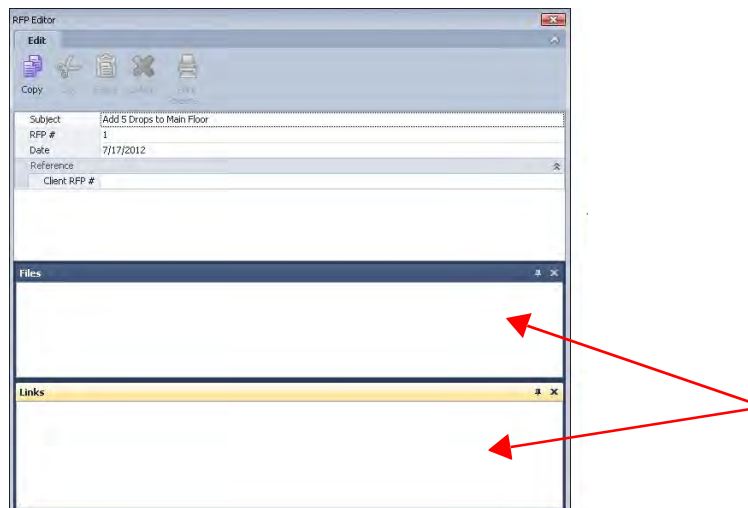 RFP Editor
Edit
Copy
Subject Add 5 Drops to Main Floor
RFP # 1
Date 7/17/2012
Reference
Client RFP #
Files
Links